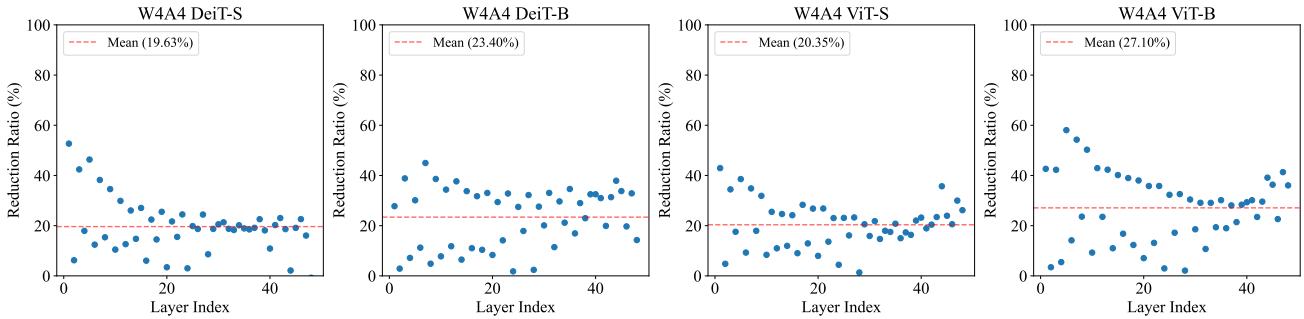 W4A4 DeiT-S
100
80
60
40
20
0
Reduction Ratio (%)
Mean (19.63%)
0
20
40
Layer Index
W4A4 DeiT-B
100
80
60
40
20
0
Reduction Ratio (%)
Mean (23.40%)
0
20
40
Layer Index
W4A4 ViT-S
100
80
60
40
20
0
Reduction Ratio (%)
Mean (20.35%)
0
20
40
Layer Index
W4A4 ViT-B
100
80
60
40
20
0
Reduction Ratio (%)
Mean (27.10%)
0
20
40
Layer Index